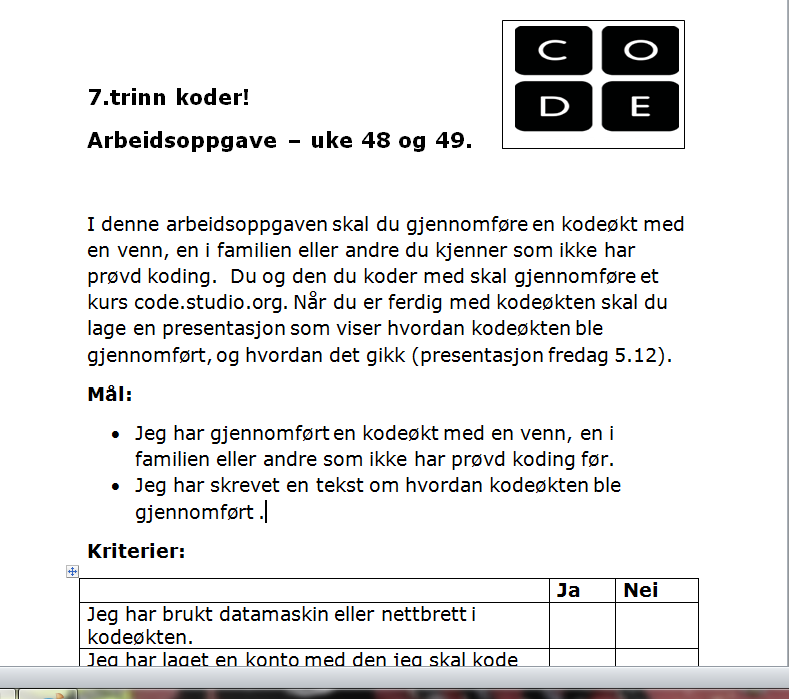 C O
D E
7.trinn koder!
Arbeidsoppgave – uke 48 og 49.
I denne arbeidsoppgaven skal du gjennomføre en kodeøkt med
en venn, en i familien eller andre du kjenner som ikke har
prøvd koding.  Du og den du koder med skal gjennomføre et
kurs code.studio.org. Når du er ferdig med kodeøkten skal du
lage en presentasjon som viser hvordan kodeøkten ble
gjennomført, og hvordan det gikk (presentasjon fredag 5.12).
Mål:
• Jeg har gjennomført en kodeøkt med en venn, en i
familien eller andre som ikke har prøvd koding før.
• Jeg har skrevet en tekst om hvordan kodeøkten ble
gjennomført .
Kriterier:
Ja Nei
Jeg har brukt datamaskin eller nettbrett i
kodeøkten.
Jeg har laget en konto med den jeg skal kode